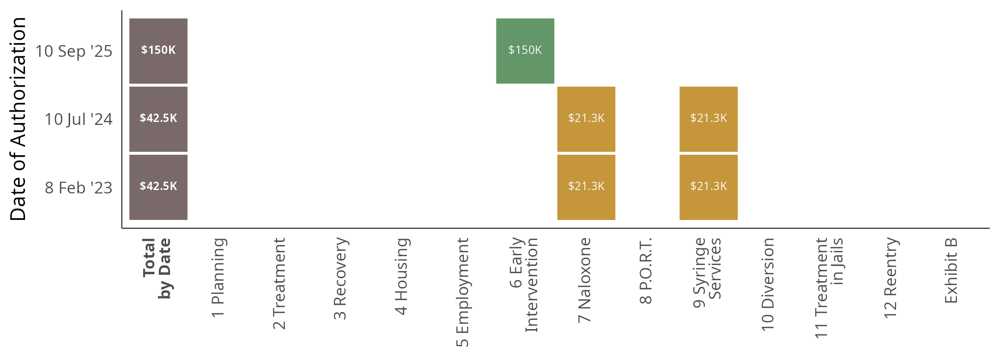 Date of Authorization
10 Sep '25
$150K
$150K
10 Jul '24
$42.5K
$21.3K
$21.3K
8 Feb '23
$42.5K
$21.3K
$21.3K
Total
by Date
1 Planning
2 Treatment
3 Recovery
4 Housing
5 Employment
6 Early
Intervention
7 Naloxone
8 P.O.R.T.
9 Syringe
Services
10 Diversion
11 Treatment
in Jails
12 Reentry
Exhibit B